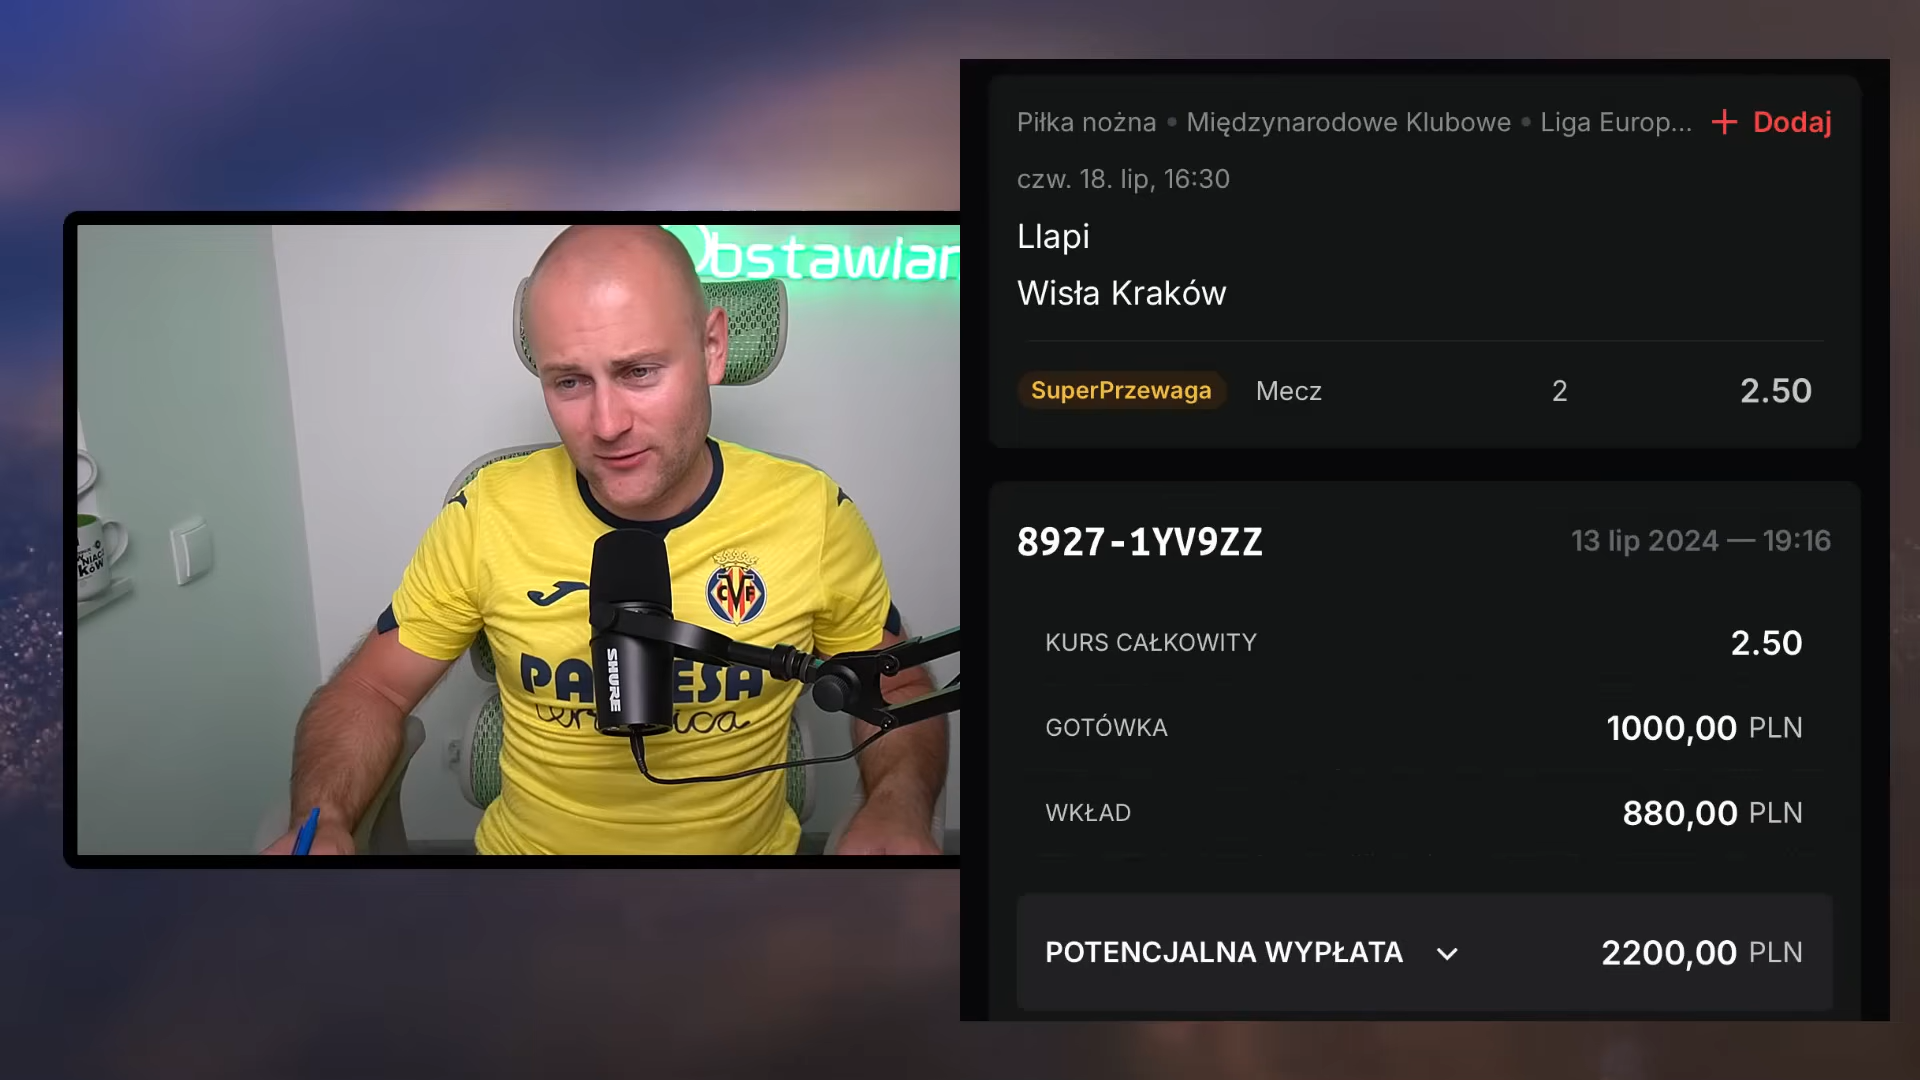 Obstawian
Piłka nożna • Międzynarodowe Klubowe • Liga Europ... + Dodaj
czw. 18. lip, 16:30
Llapi
Wisła Kraków
SuperPrzewaga Mecz 2 2.50
8927-1YV9ZZ 13 lip 2024 — 19:16
KURS CAŁKOWITY 2.50
GOTÓWKA 1000,00 PLN
WKŁAD 880,00 PLN
POTENCJALNA WYPŁATA 2200,00 PLN
CVF
SHURE